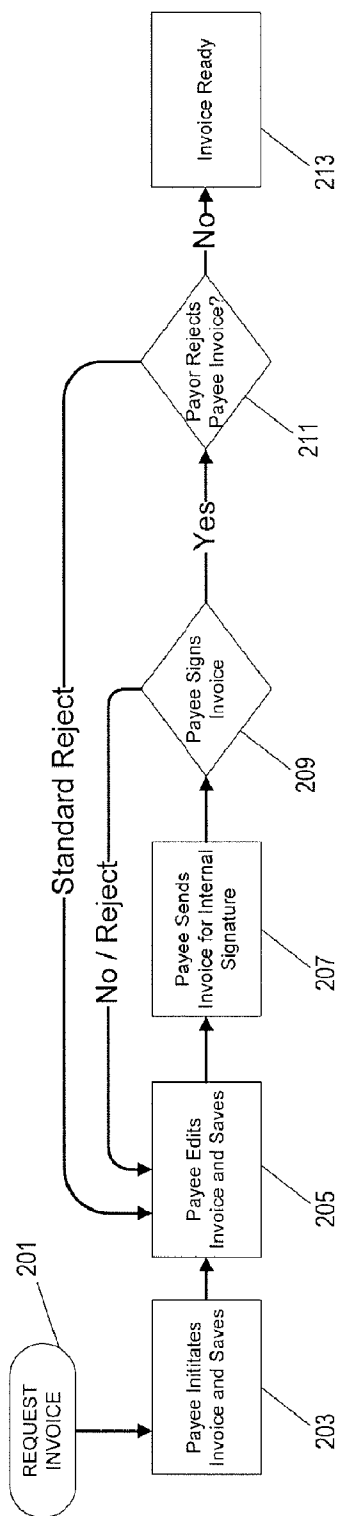 REQUEST
INVOICE
201
Payee Inititates
Invoice and Saves
203
Payee Edits
Invoice and Saves
205
Payee Sends
Invoice for Internal
Signature
207
Payee Signs
Invoice
209
No / Reject
Yes
Payor Rejects
Payee Invoice?
211
Standard Reject
No
Invoice Ready
213